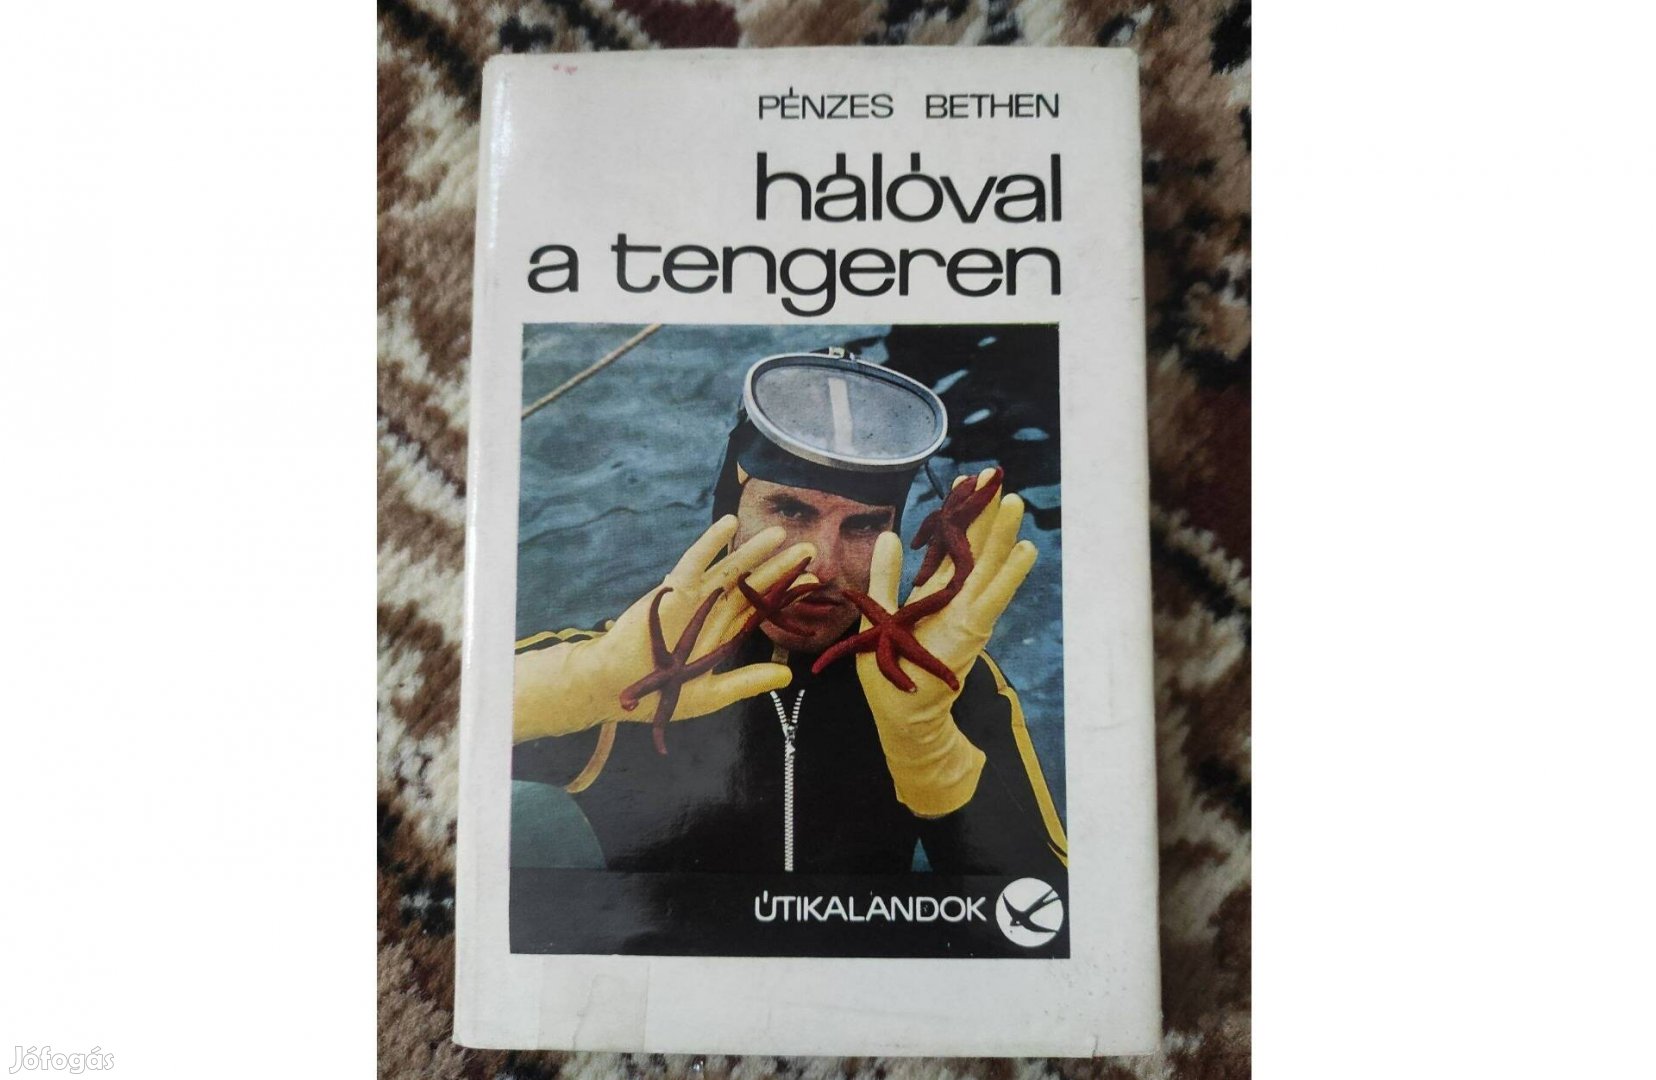 PÉNZES BETHEN
hálóval
a tengeren
ÚTIKALANDOK
Jófogás